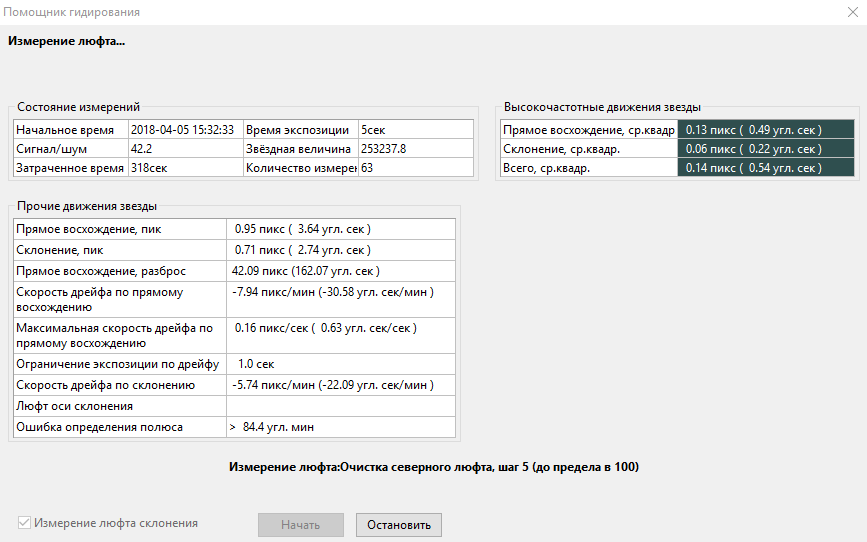 Помощник гидирования
Измерение люфта...
Состояние измерений
Начальное время 2018-04-05 15:32:33 Время экспозиции 5сек
Сигнал/шум 42.2 Звёздная величина 253237.8
Затраченное время 318сек Количество измерен 63
Высокочастотные движения звезды
Прямое восхождение, ср.квадр 0.13 пикс ( 0.49 угл. сек )
Склонение, ср.квадр. 0.06 пикс ( 0.22 угл. сек )
Всего, ср.квадр. 0.14 пикс ( 0.54 угл. сек )
Прочие движения звезды
Прямое восхождение, пик 0.95 пикс ( 3.64 угл. сек )
Склонение, пик 0.71 пикс ( 2.74 угл. сек )
Прямое восхождение, разброс 42.09 пикс (162.07 угл. сек )
Скорость дрейфа по прямому -7.94 пикс/мин (-30.58 угл. сек/мин )
восхождению
Максимальная скорость дрейфа по 0.16 пикс/сек ( 0.63 угл. сек/сек )
прямому восхождению
Ограничение экспозиции по дрейфу 1.0 сек
Скорость дрейфа по склонению -5.74 пикс/мин (-22.09 угл. сек/мин )
Люфт оси склонения
Ошибка определения полюса > 84.4 угл. мин
Измерение люфта:Очистка северного люфта, шаг 5 (до предела в 100)
Измерение люфта склонения Начать Остановить